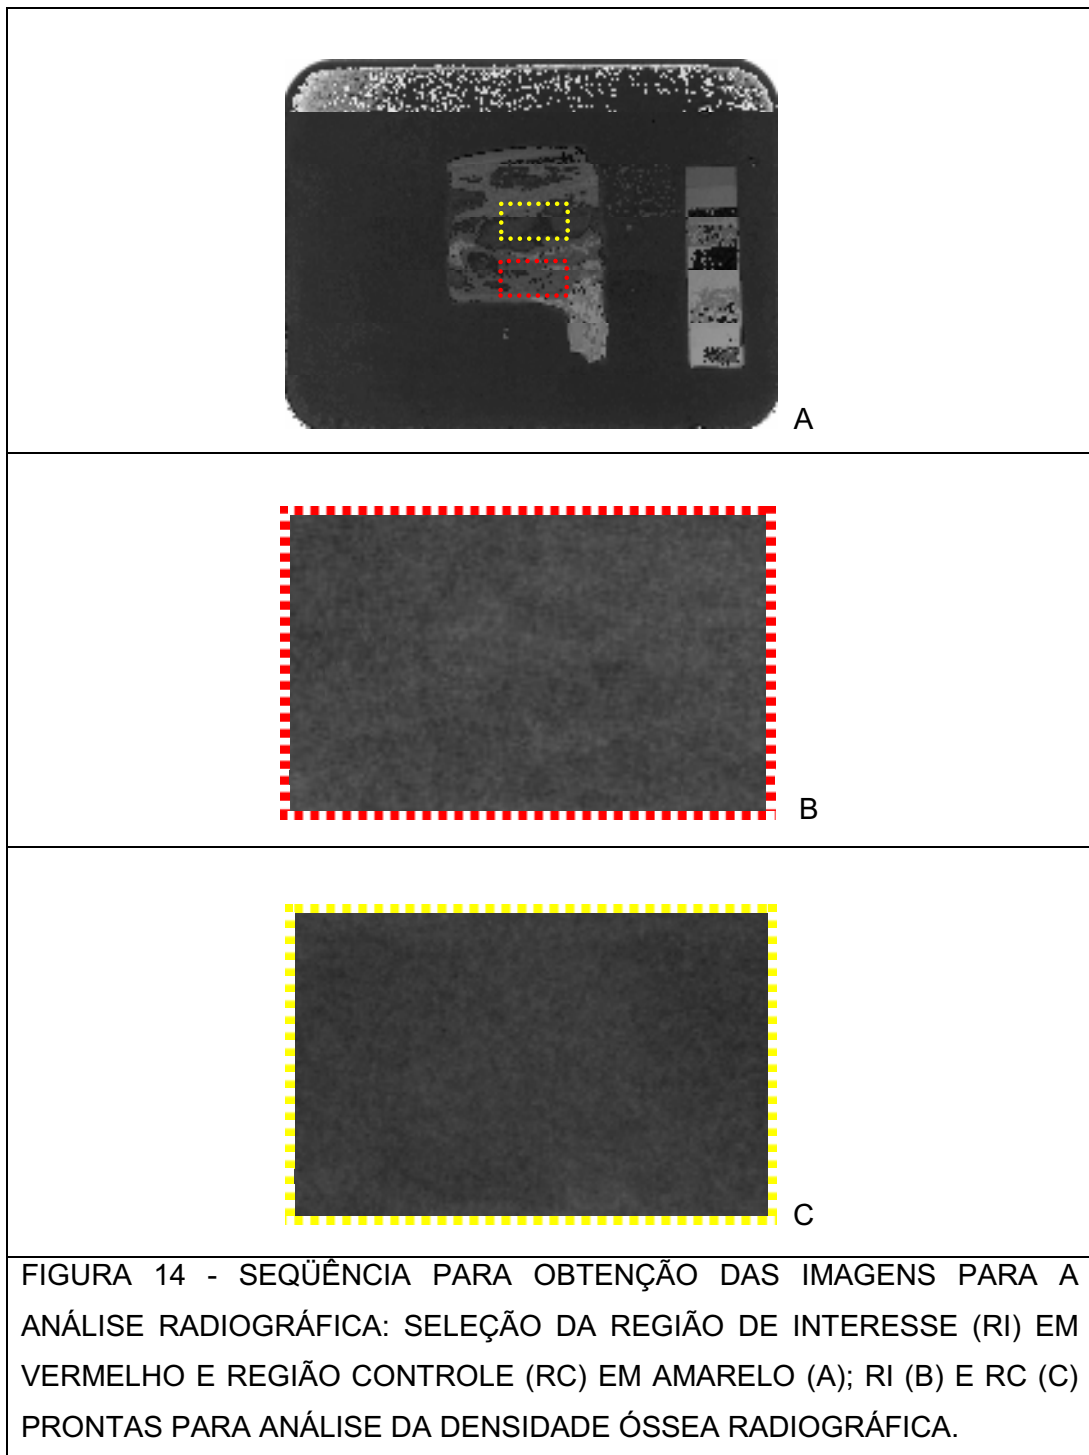 A
B
C
FIGURA 14 - SEQÜÊNCIA PARA OBTENÇÃO DAS IMAGENS PARA A
ANÁLISE RADIOGRÁFICA: SELEÇÃO DA REGIÃO DE INTERESSE (RI) EM
VERMELHO E REGIÃO CONTROLE (RC) EM AMARELO (A); RI (B) E RC (C)
PRONTAS PARA ANÁLISE DA DENSIDADE ÓSSEA RADIOGRÁFICA.